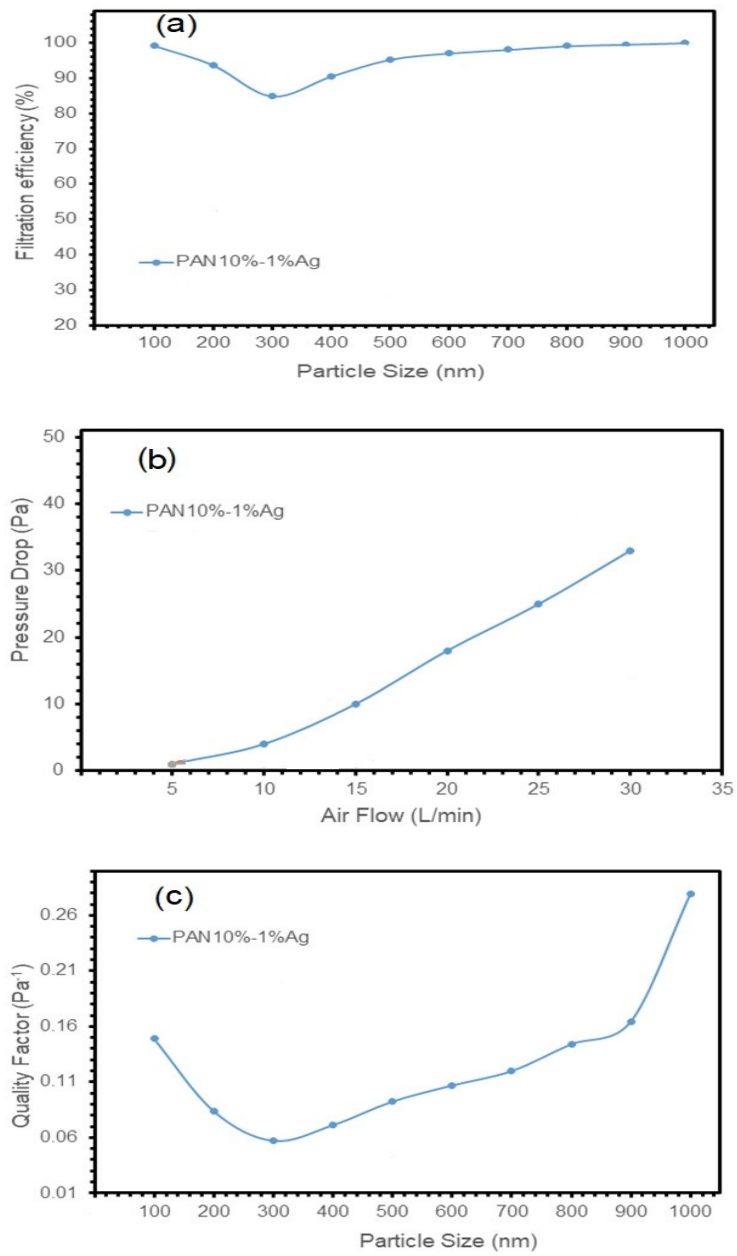 (a)
100
90
80
70
60
50
40
30
20
Filtration efficiency (%)
PAN10%-1%Ag
100 200 300 400 500 600 700 800 900 1000
Particle Size (nm)
(b)
50
40
30
20
10
0
Pressure Drop (Pa)
PAN10%-1%Ag
5 10 15 20 25 30 35
Air Flow (L/min)
(c)
0.26
0.21
0.16
0.11
0.06
0.01
Quality Factor (Pa⁻¹)
PAN10%-1%Ag
100 200 300 400 500 600 700 800 900 1000
Particle Size (nm)